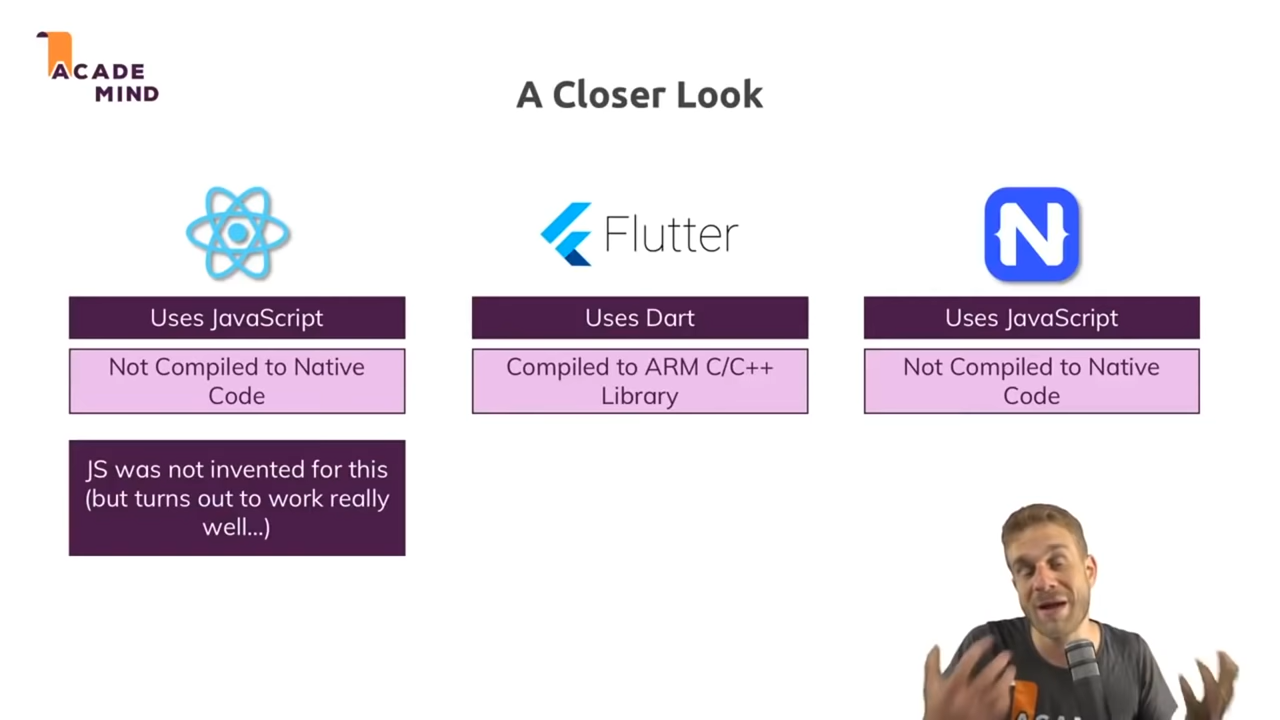 ACADE
MIND
A Closer Look
Flutter
N
Uses JavaScript
Not Compiled to Native
Code
JS was not invented for this
(but turns out to work really
well...)
Uses Dart
Compiled to ARM C/C++
Library
Uses JavaScript
Not Compiled to Native
Code
ACA